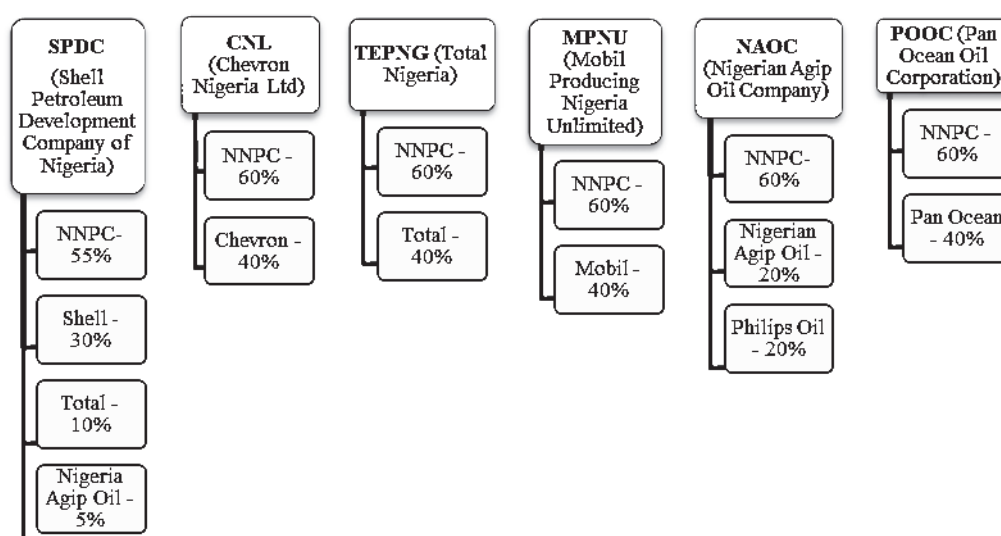 SPDC
(Shell
Petroleum
Development
Company of
Nigeria)
NNPC-
55%
Shell -
30%
Total -
10%
Nigeria
Agip Oil -
5%
CNL
(Chevron
Nigeria Ltd)
NNPC -
60%
Chevron -
40%
TEPNG (Total
Nigeria)
NNPC -
60%
Total -
40%
MPNU
(Mobil
Producing
Nigeria
Unlimited)
NNPC -
60%
Mobil -
40%
NAOC
(Nigerian Agip
Oil Company)
NNPC-
60%
Nigerian
Agip Oil -
20%
Philips Oil
- 20%
POOC (Pan
Ocean Oil
Corporation)
NNPC -
60%
Pan Ocean
- 40%